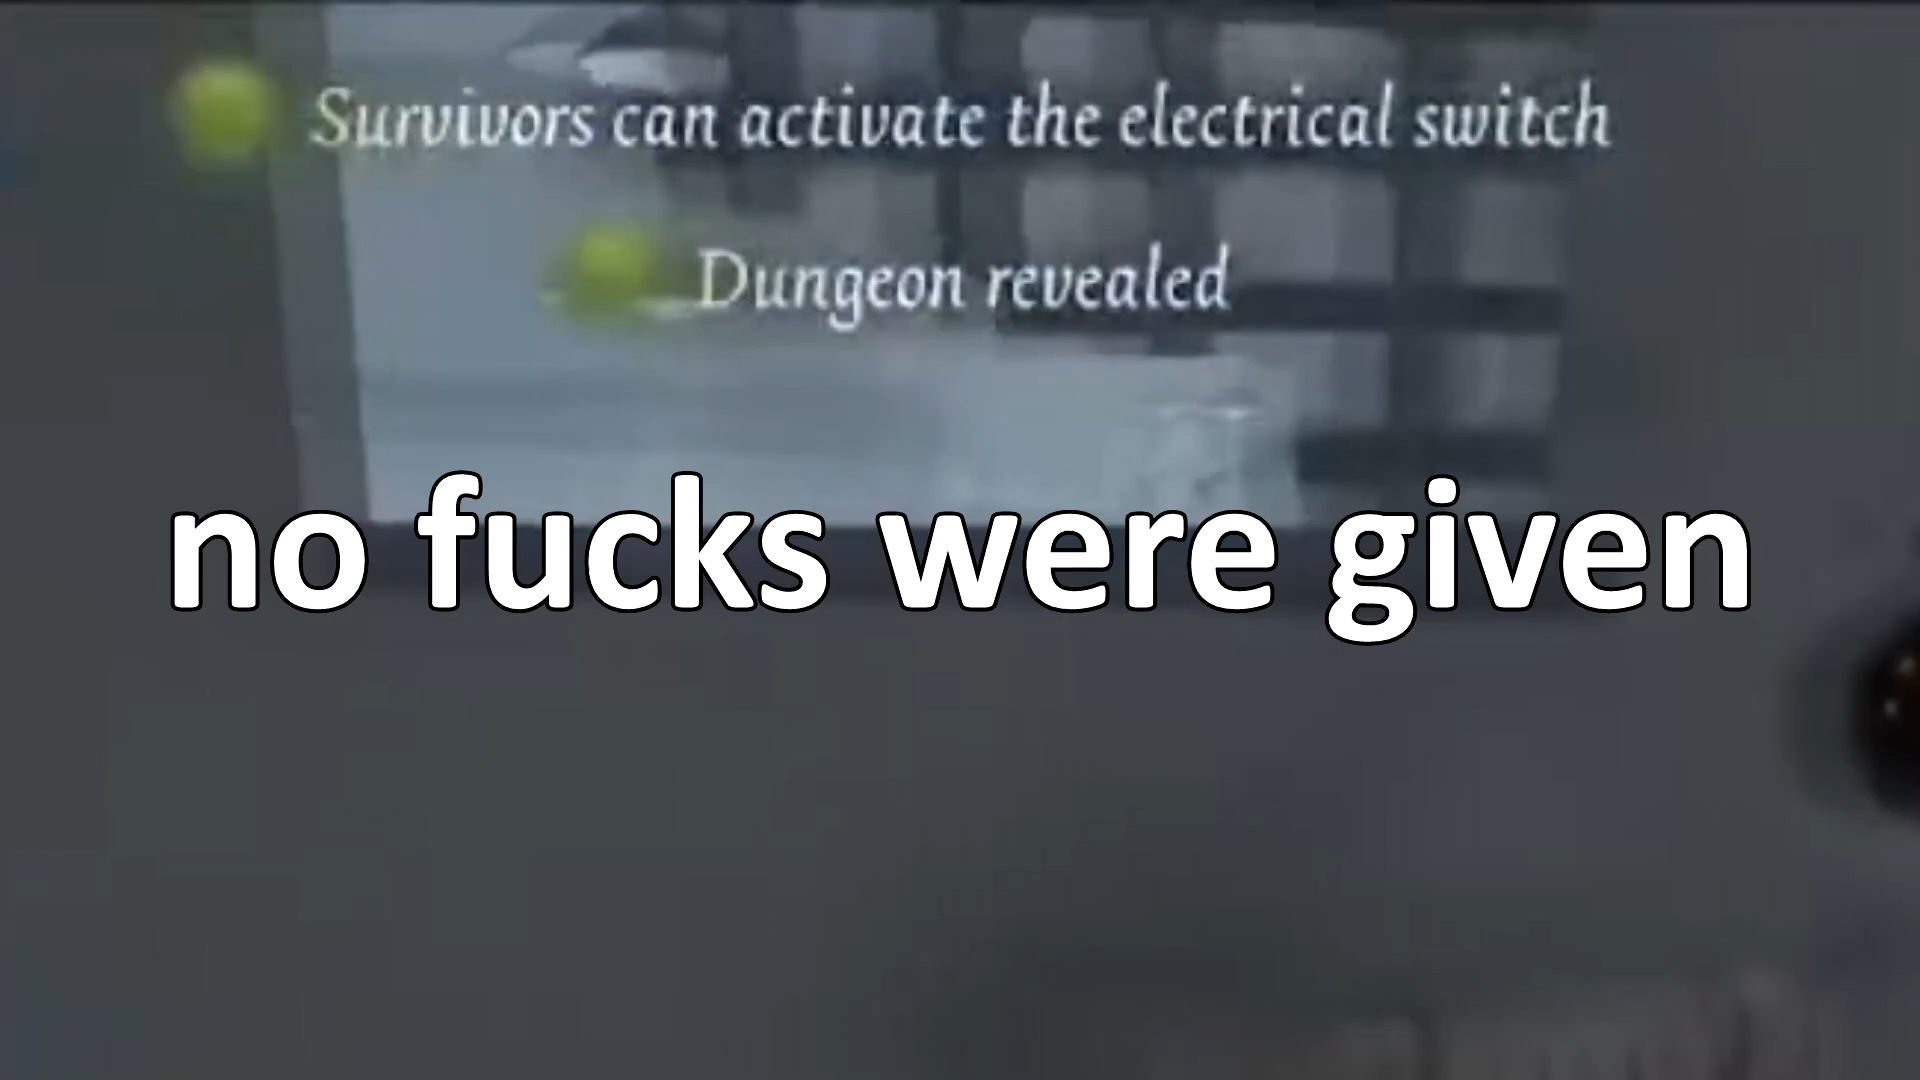 Survivors can activate the electrical switch
Dungeon revealed
no fucks were given